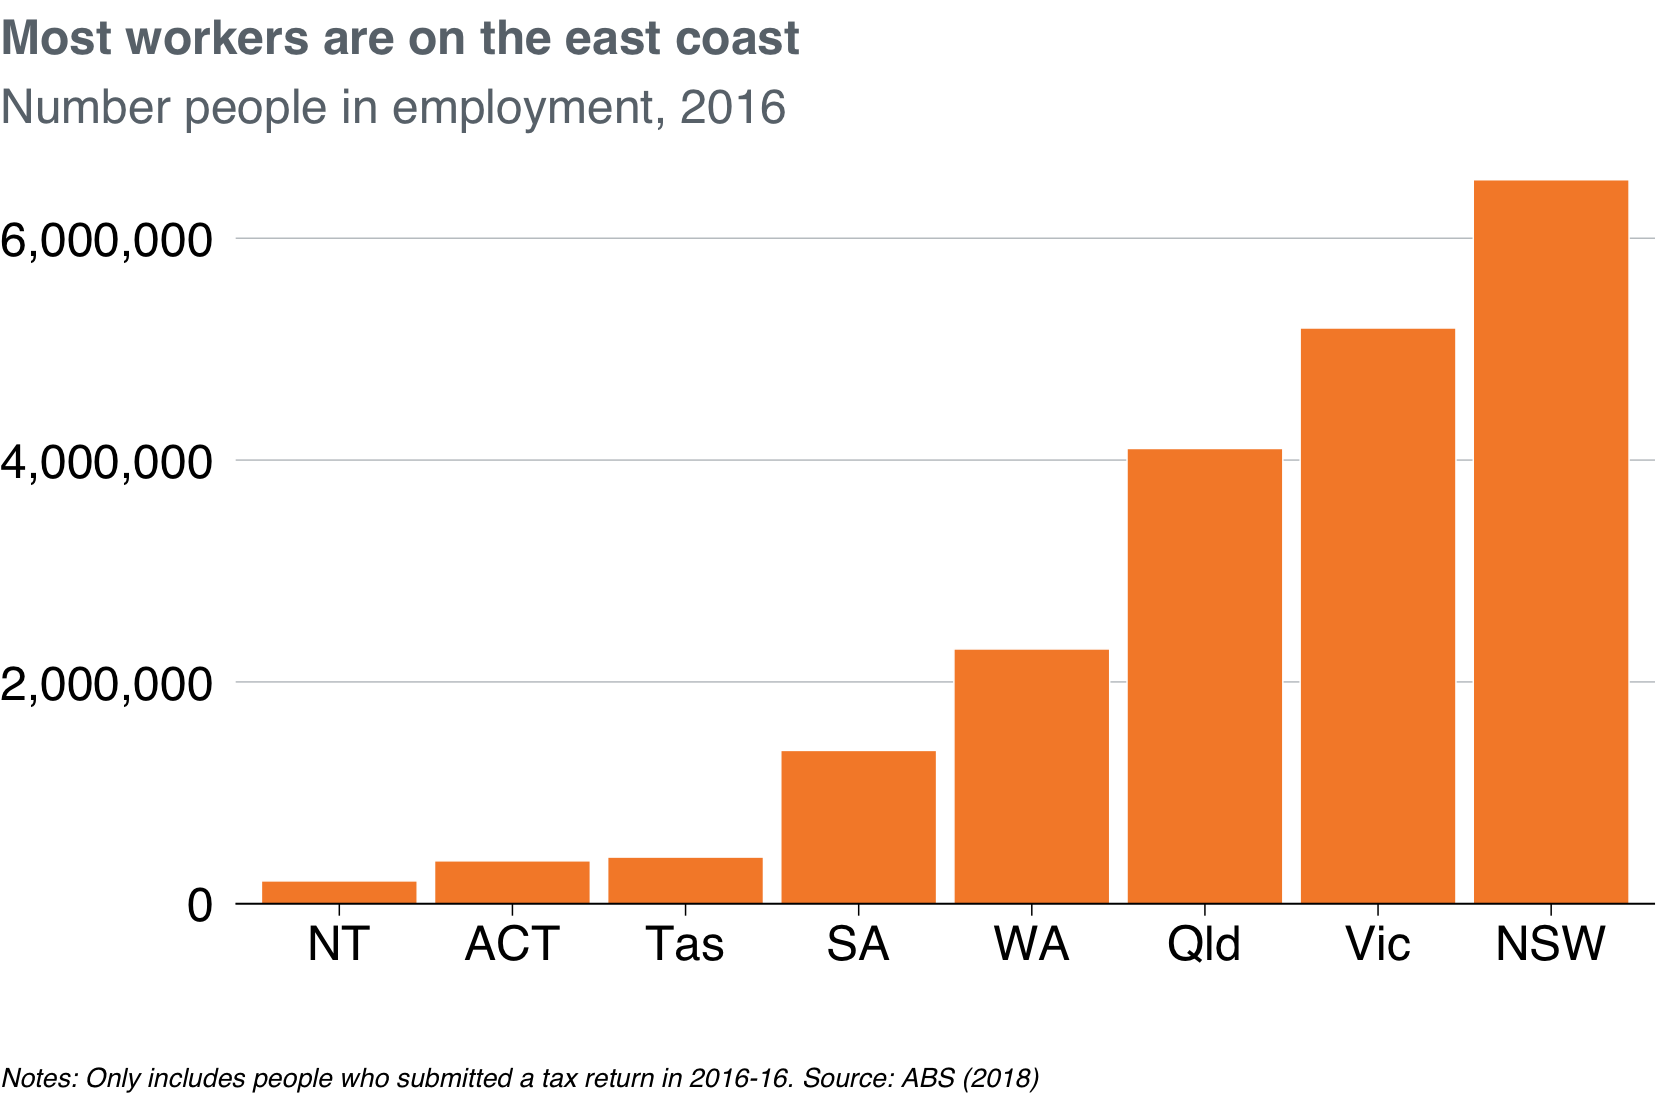 Most workers are on the east coast
Number people in employment, 2016
6,000,000
4,000,000
2,000,000
0
NT ACT Tas SA WA Qld Vic NSW
Notes: Only includes people who submitted a tax return in 2016-16. Source: ABS (2018)